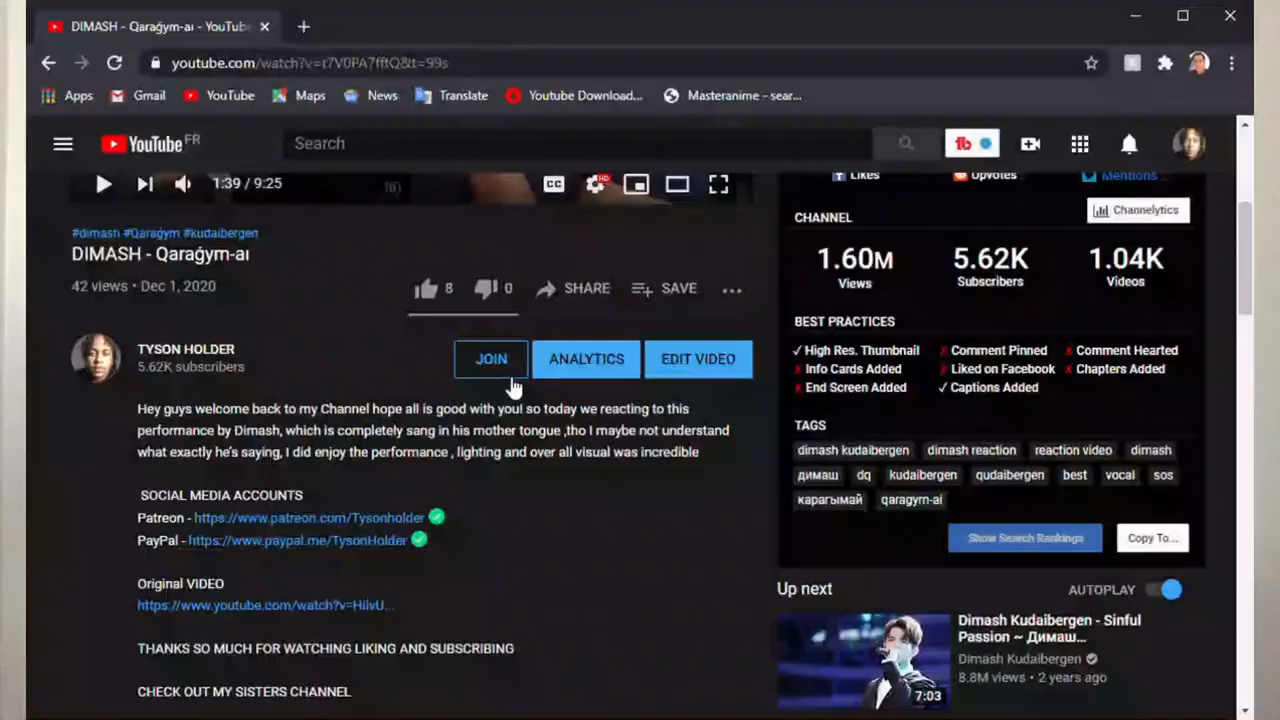 DIMASH - Qaraǵym-aı - YouTube
youtube.com/watch?v=t7V0PA7fftQ&t=99s
Apps
Gmail
YouTube
Maps
News
Translate
Youtube Download...
Masteranime – sear...
YouTube FR
Search
1:39 / 9:25
CC
HD
Likes
Upvotes
Mentions
#dimash #Qaraǵym #kudaibergen
DIMASH - Qaraǵym-aı
42 views • Dec 1, 2020
8
0
SHARE
SAVE
TYSON HOLDER
5.62K subscribers
JOIN
ANALYTICS
EDIT VIDEO
Hey guys welcome back to my Channel hope all is good with you! so today we reacting to this
performance by Dimash, which is completely sang in his mother tongue ,tho I maybe not understand
what exactly he's saying, I did enjoy the performance , lighting and over all visual was incredible
SOCIAL MEDIA ACCOUNTS
Patreon - https://www.patreon.com/Tysonholder
PayPal - https://www.paypal.me/TysonHolder
Original VIDEO
https://www.youtube.com/watch?v=HilvU...
THANKS SO MUCH FOR WATCHING LIKING AND SUBSCRIBING
CHECK OUT MY SISTERS CHANNEL
CHANNEL
Channelytics
1.60M
Views
5.62K
Subscribers
1.04K
Videos
BEST PRACTICES
✓ High Res. Thumbnail
✗ Comment Pinned
✗ Comment Hearted
✗ Info Cards Added
✗ Liked on Facebook
✗ Chapters Added
✗ End Screen Added
✓ Captions Added
TAGS
dimash kudaibergen
dimash reaction
reaction video
dimash
димаш
dq
kudaibergen
qudaibergen
best
vocal
sos
карагымай
qaragym-ai
Show Search Rankings
Copy To...
Up next
AUTOPLAY
Dimash Kudaibergen - Sinful
Passion ~ Димаш...
Dimash Kudaibergen
8.8M views • 2 years ago
7:03